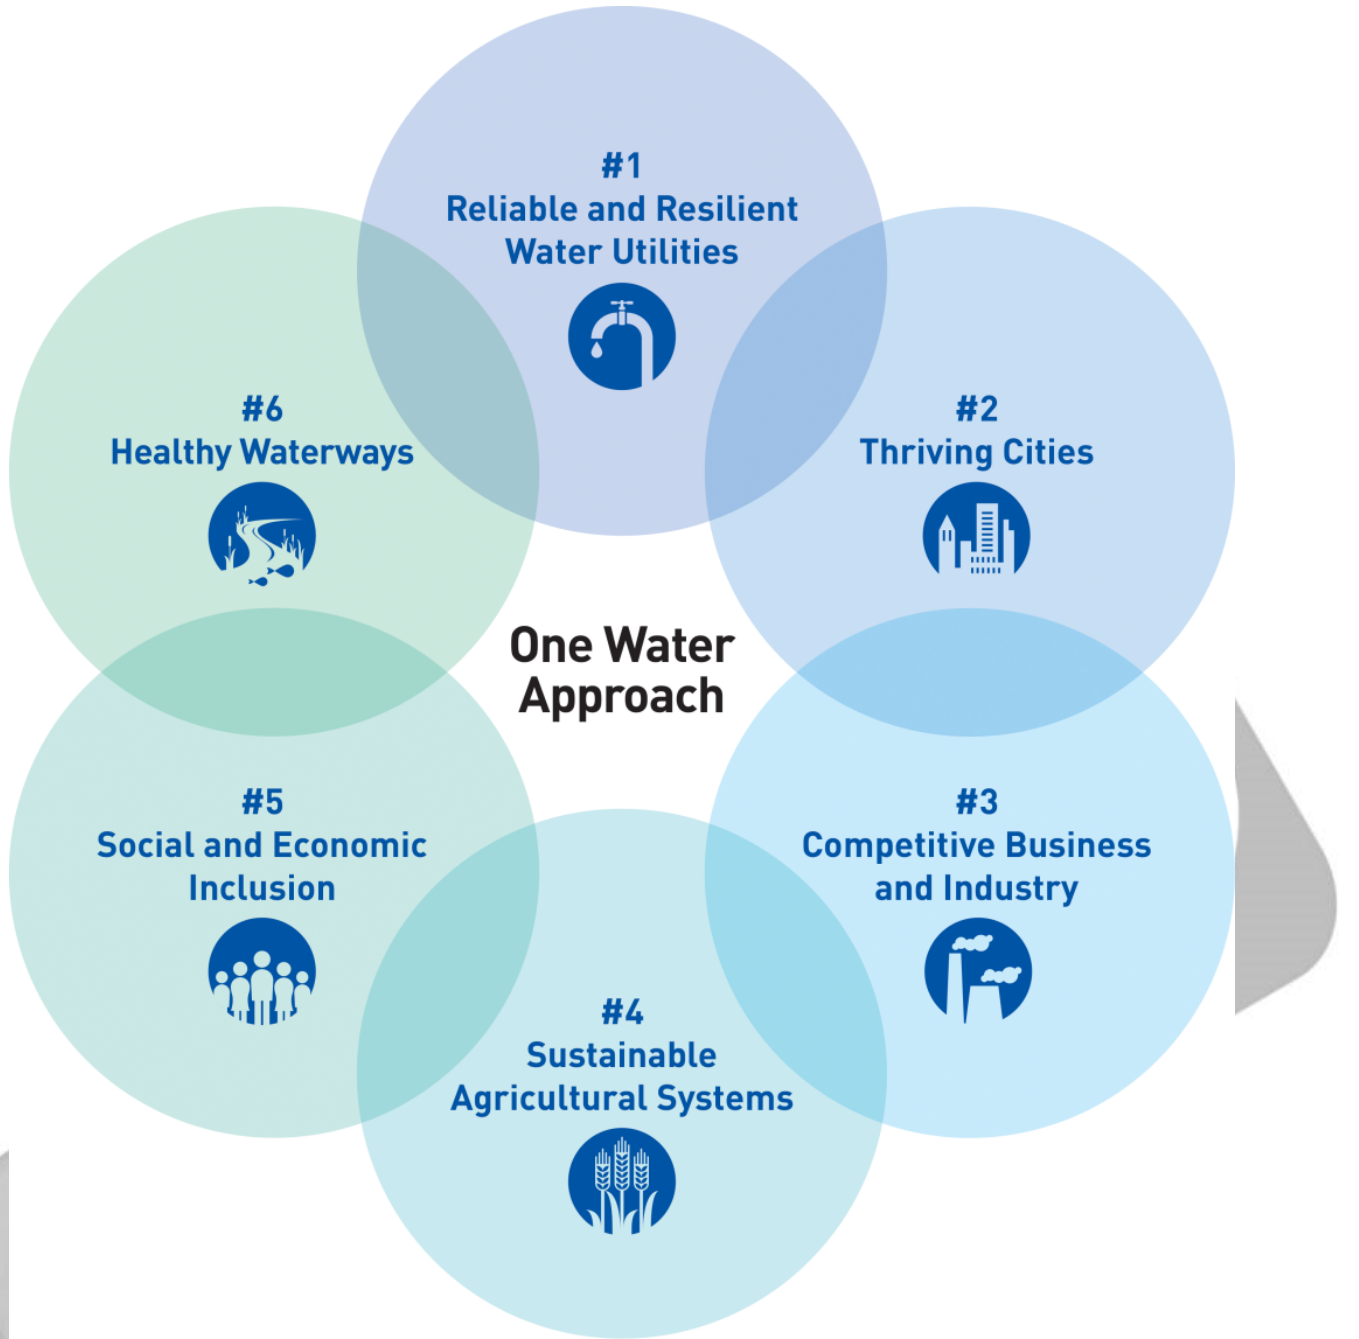 #1
Reliable and Resilient
Water Utilities
#2
Thriving Cities
#3
Competitive Business
and Industry
#4
Sustainable
Agricultural Systems
#5
Social and Economic
Inclusion
#6
Healthy Waterways
One Water
Approach